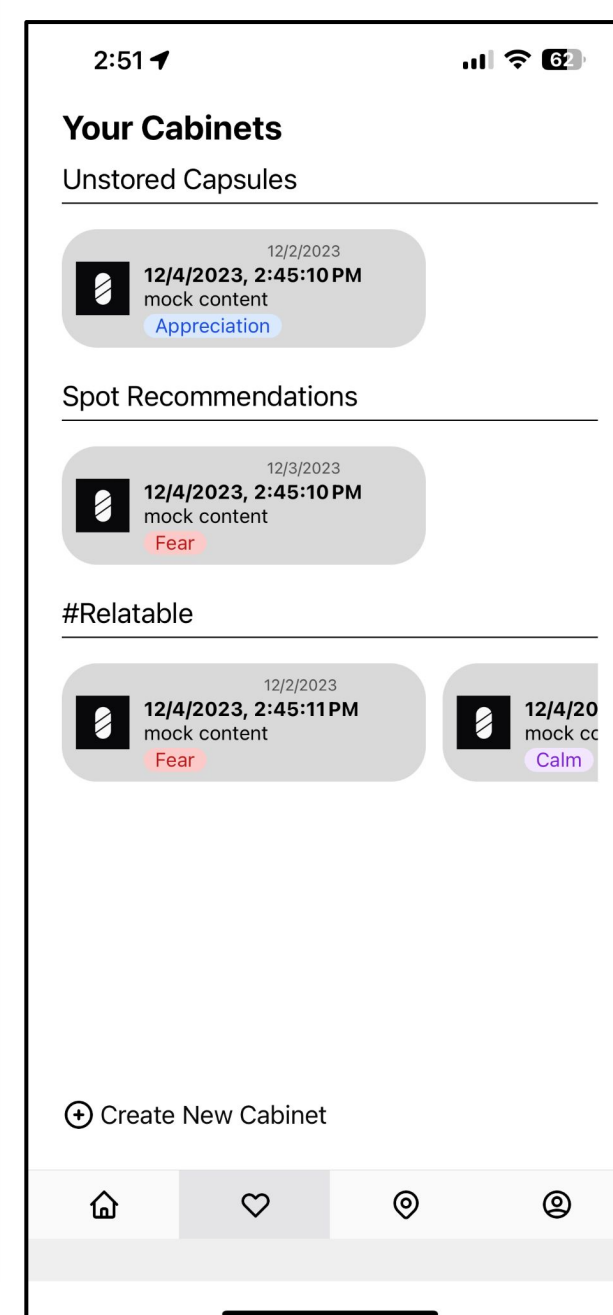 2:51
62
Your Cabinets
Unstored Capsules
12/2/2023
12/4/2023, 2:45:10 PM
mock content
Appreciation
Spot Recommendations
12/3/2023
12/4/2023, 2:45:10 PM
mock content
Fear
#Relatable
12/2/2023
12/4/2023, 2:45:11 PM
mock content
Fear
12/4/20
mock co
Calm
Create New Cabinet